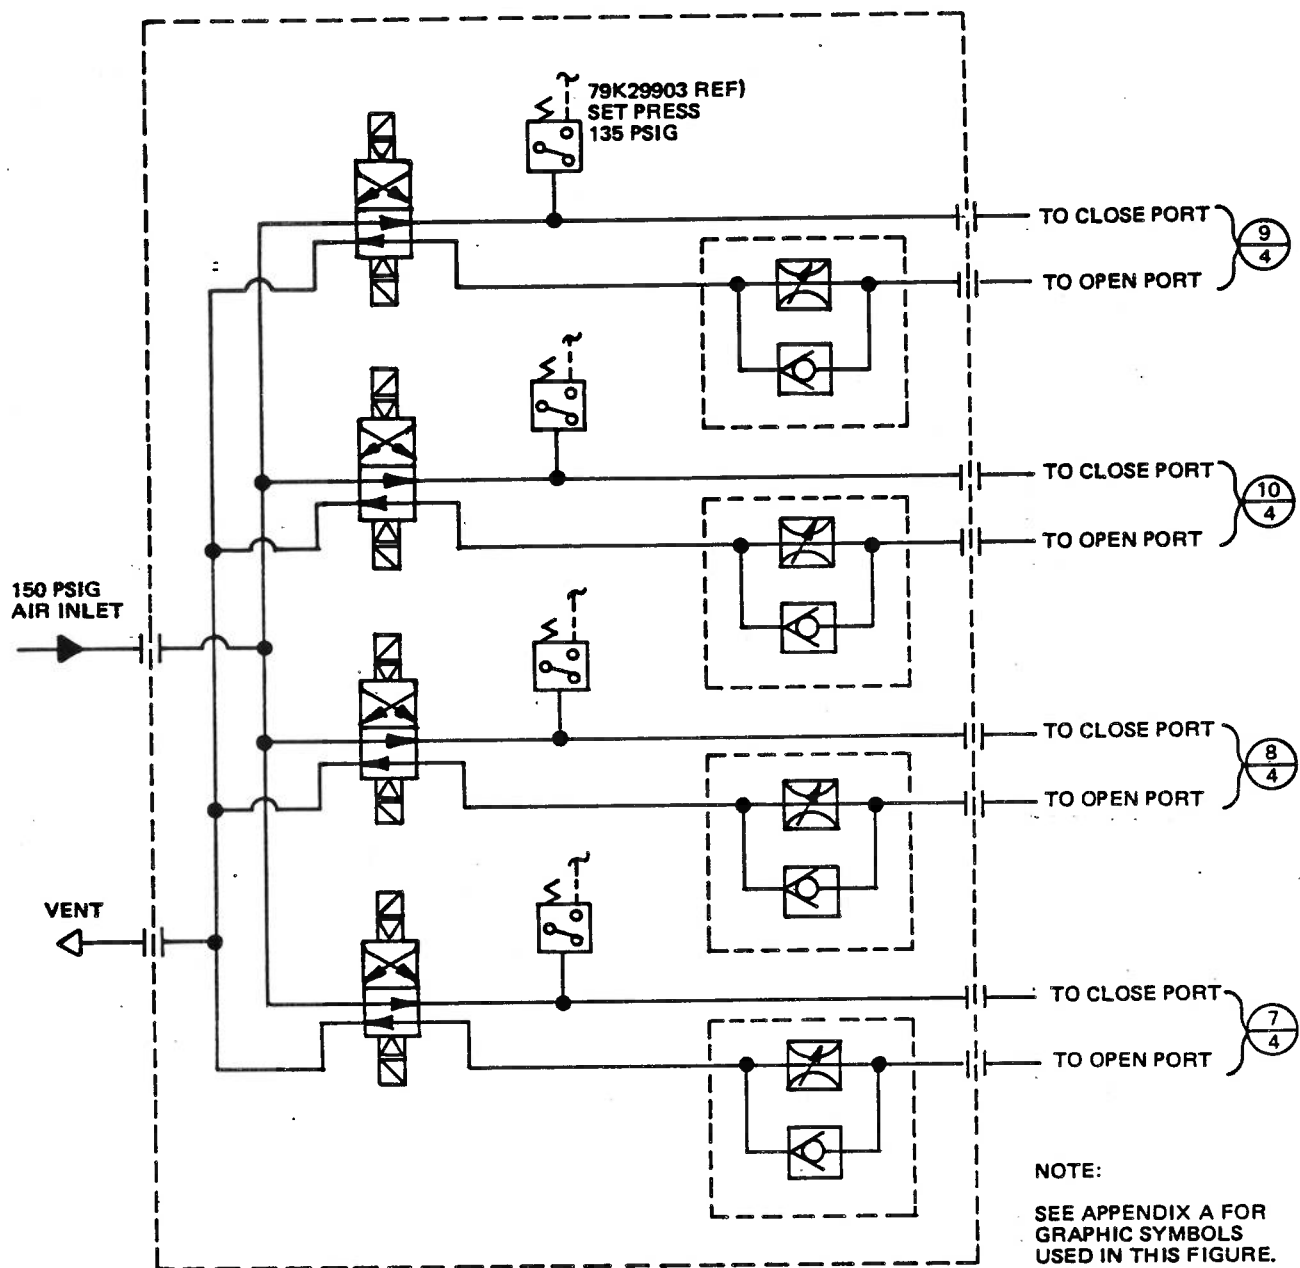 79K29903 REF)
SET PRESS
135 PSIG
TO CLOSE PORT
9
4
TO OPEN PORT
TO CLOSE PORT
10
4
TO OPEN PORT
150 PSIG
AIR INLET
TO CLOSE PORT
8
4
TO OPEN PORT
VENT
TO CLOSE PORT
7
4
TO OPEN PORT
NOTE:
SEE APPENDIX A FOR
GRAPHIC SYMBOLS
USED IN THIS FIGURE.